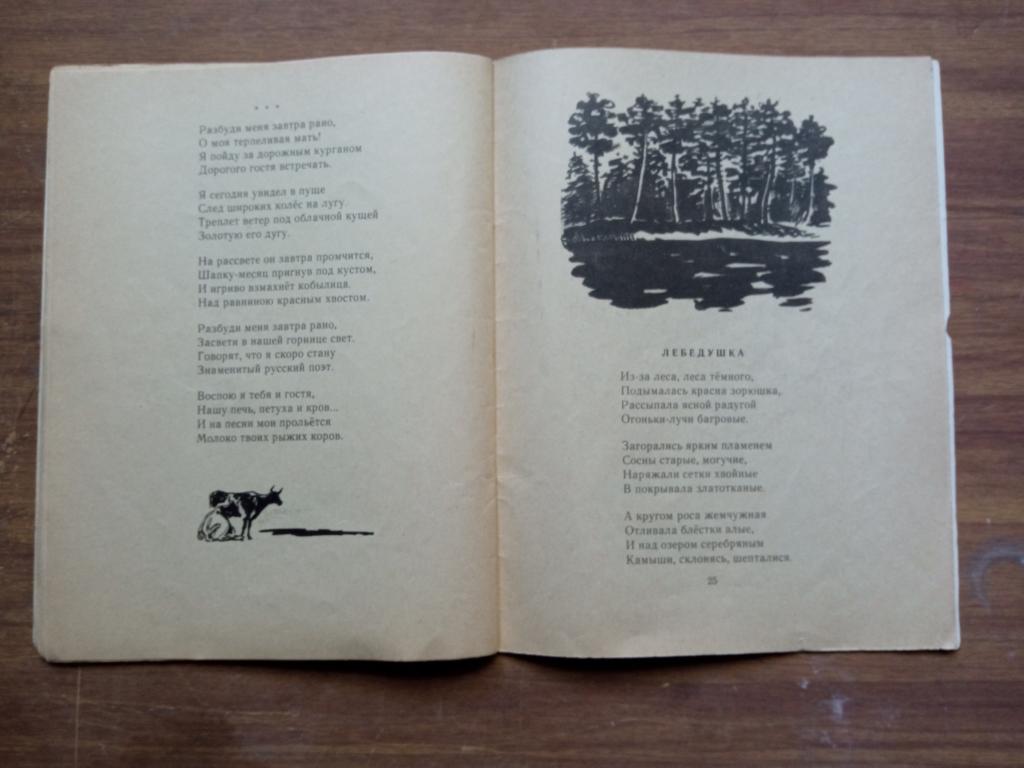 * * *
Разбуди меня завтра рано,
О моя терпеливая мать!
Я пойду за дорожным курганом
Дорогого гостя встречать.
Я сегодня увидел в пуще
След широких колёс на лугу.
Треплет ветер под облачной кущей
Золотую его дугу.
На рассвете он завтра промчится,
Шапку-месяц пригнув под кустом,
И игриво взмахнёт кобылица
Над равниною красным хвостом.
Разбуди меня завтра рано,
Засвети в нашей горнице свет.
Говорят, что я скоро стану
Знаменитый русский поэт.
Воспою я тебя и гостя,
Нашу печь, петуха и кров...
И на песни мои прольётся
Молоко твоих рыжих коров.
ЛЕБЕДУШКА
Из-за леса, леса тёмного,
Подымалась красна зорюшка,
Рассыпала ясной радугой
Огоньки-лучи багровые.
Загорались ярким пламенем
Сосны старые, могучие,
Наряжали сетки хвойные
В покрывала златотканые.
А кругом роса жемчужная
Отливала блёстки алые,
И над озером серебряным
Камыши, склонясь, шепталися.
25